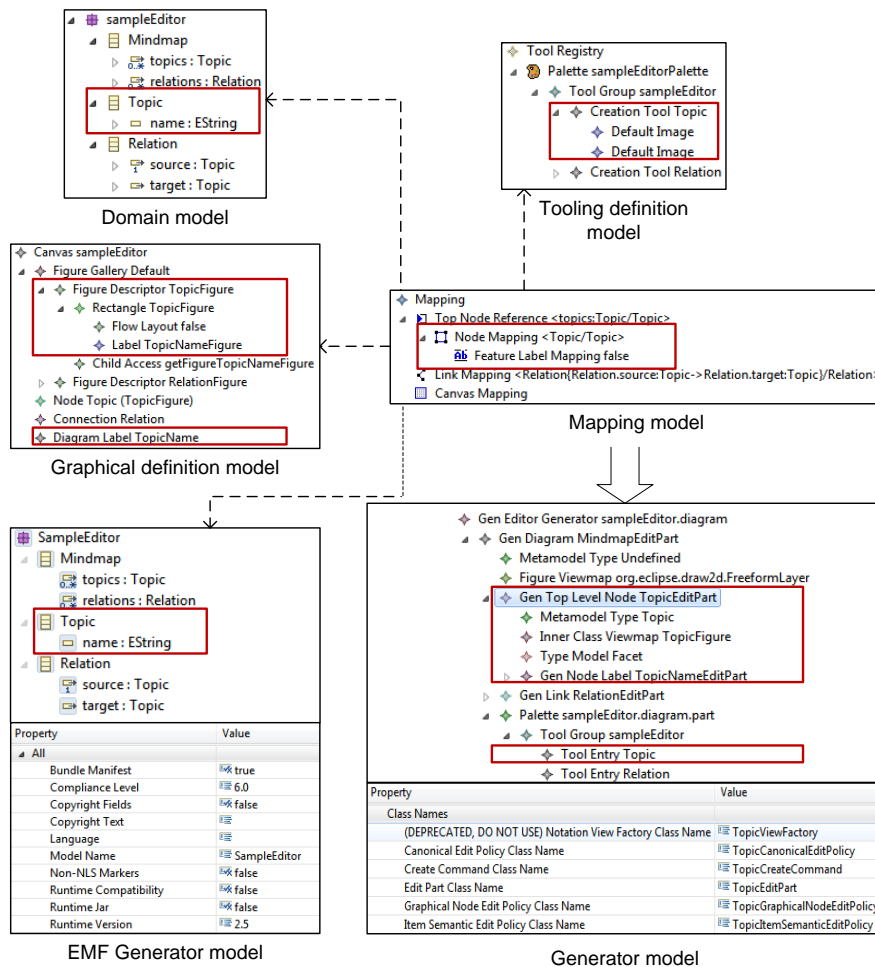 sampleEditor
Mindmap
topics : Topic
0..*
relations : Relation
0..*
Topic
name : EString
Relation
source : Topic
1
target : Topic
Domain model
Tool Registry
Palette sampleEditorPalette
Tool Group sampleEditor
Creation Tool Topic
Default Image
Default Image
Creation Tool Relation
Tooling definition
model
Canvas sampleEditor
Figure Gallery Default
Figure Descriptor TopicFigure
Rectangle TopicFigure
Flow Layout false
Label TopicNameFigure
Child Access getFigureTopicNameFigure
Figure Descriptor RelationFigure
Node Topic (TopicFigure)
Connection Relation
Diagram Label TopicName
Graphical definition model
Mapping
Top Node Reference <topics:Topic/Topic>
Node Mapping <Topic/Topic>
Feature Label Mapping false
Link Mapping <Relation{Relation.source:Topic->Relation.target:Topic}/Relation>
Canvas Mapping
Mapping model
SampleEditor
Mindmap
topics : Topic
0..*
relations : Relation
0..*
Topic
name : EString
Relation
source : Topic
1
target : Topic
Property Value
All
Bundle Manifest true
Compliance Level 6.0
Copyright Fields false
Copyright Text
Language
Model Name SampleEditor
Non-NLS Markers false
Runtime Compatibility false
Runtime Jar false
Runtime Version 2.5
EMF Generator model
Gen Editor Generator sampleEditor.diagram
Gen Diagram MindmapEditPart
Metamodel Type Undefined
Figure Viewmap org.eclipse.draw2d.FreeformLayer
Gen Top Level Node TopicEditPart
Metamodel Type Topic
Inner Class Viewmap TopicFigure
Type Model Facet
Gen Node Label TopicNameEditPart
Gen Link RelationEditPart
Palette sampleEditor.diagram.part
Tool Group sampleEditor
Tool Entry Topic
Tool Entry Relation
Property Value
Class Names
(DEPRECATED, DO NOT USE) Notation View Factory Class Name TopicViewFactory
Canonical Edit Policy Class Name TopicCanonicalEditPolicy
Create Command Class Name TopicCreateCommand
Edit Part Class Name TopicEditPart
Graphical Node Edit Policy Class Name TopicGraphicalNodeEditPolicy
Item Semantic Edit Policy Class Name TopicItemSemanticEditPolicy
Generator model